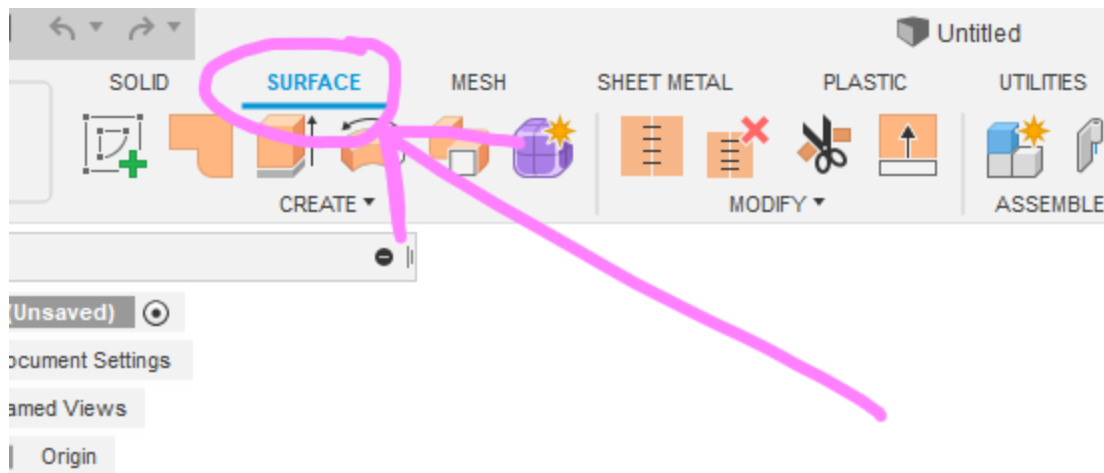 Untitled
SOLID SURFACE MESH SHEET METAL PLASTIC UTILITIES
CREATE MODIFY ASSEMBLE
(Unsaved)
ocument Settings
amed Views
Origin